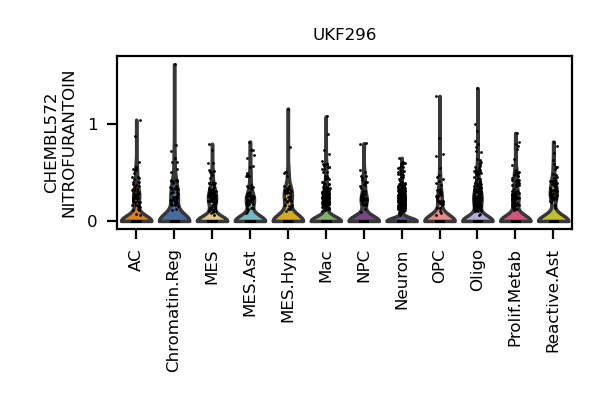 UKF296
CHEMBL572
NITROFURANTOIN
1
0
AC
Chromatin.Reg
MES
MES.Ast
MES.Hyp
Mac
NPC
Neuron
OPC
Oligo
Prolif.Metab
Reactive.Ast